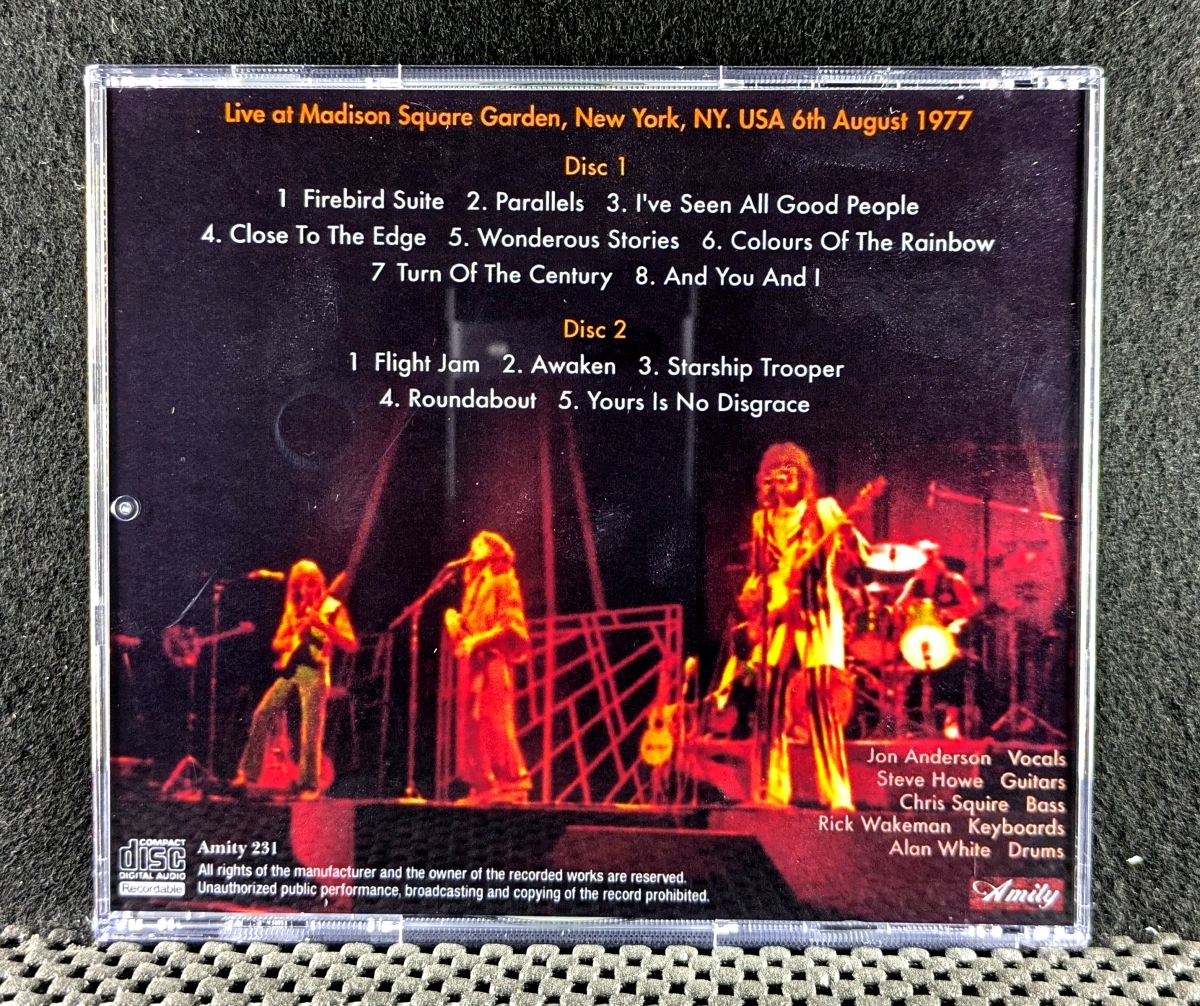 Live at Madison Square Garden, New York, NY. USA 6th August 1977
Disc 1
1 Firebird Suite 2. Parallels 3. I've Seen All Good People
4. Close To The Edge 5. Wonderous Stories 6. Colours Of The Rainbow
7 Turn Of The Century 8. And You And I
Disc 2
1 Flight Jam 2. Awaken 3. Starship Trooper
4. Roundabout 5. Yours Is No Disgrace
Jon Anderson Vocals
Steve Howe Guitars
Chris Squire Bass
Rick Wakeman Keyboards
Alan White Drums
COMPACT
disc
DIGITAL AUDIO
Recordable
Amity 231
All rights of the manufacturer and the owner of the recorded works are reserved.
Unauthorized public performance, broadcasting and copying of the record prohibited.
Amity